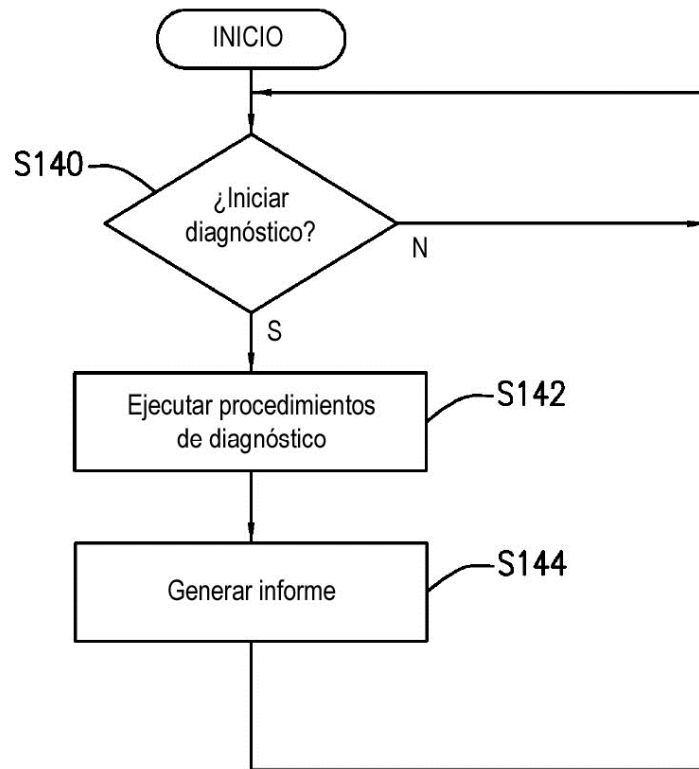 INICIO
S140
¿Iniciar
diagnóstico?
N
S
Ejecutar procedimientos
de diagnóstico
S142
Generar informe
S144